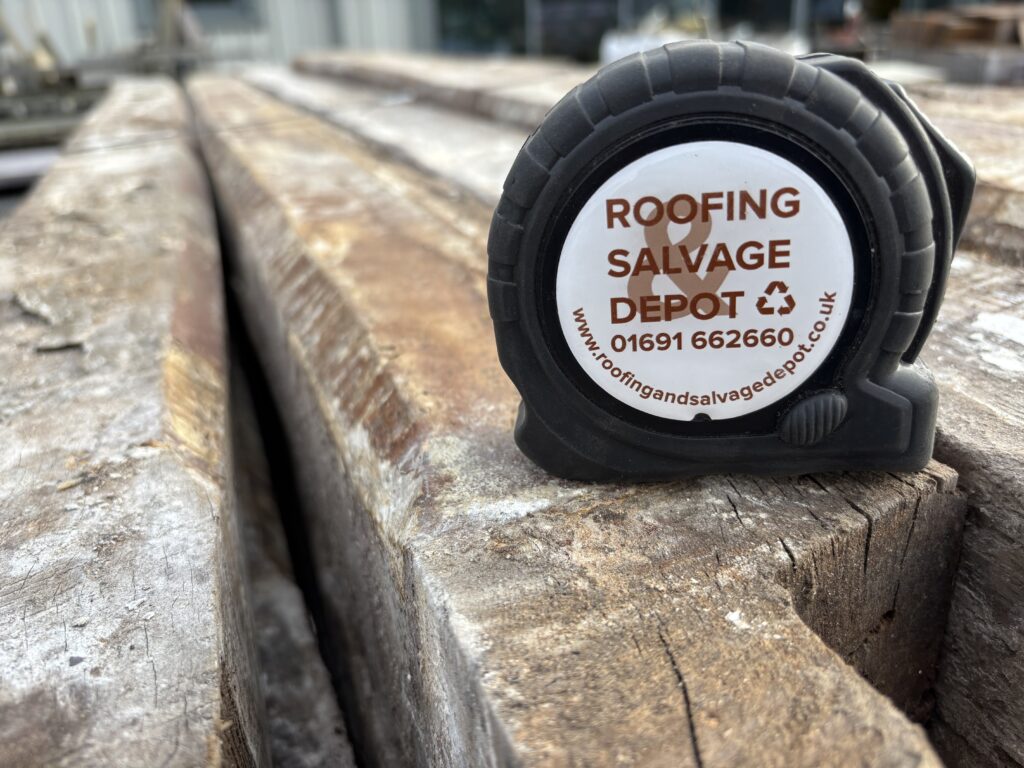 ROOFING
&
SALVAGE
DEPOT
01691 662660
www.roofingandsalvagedepot.co.uk